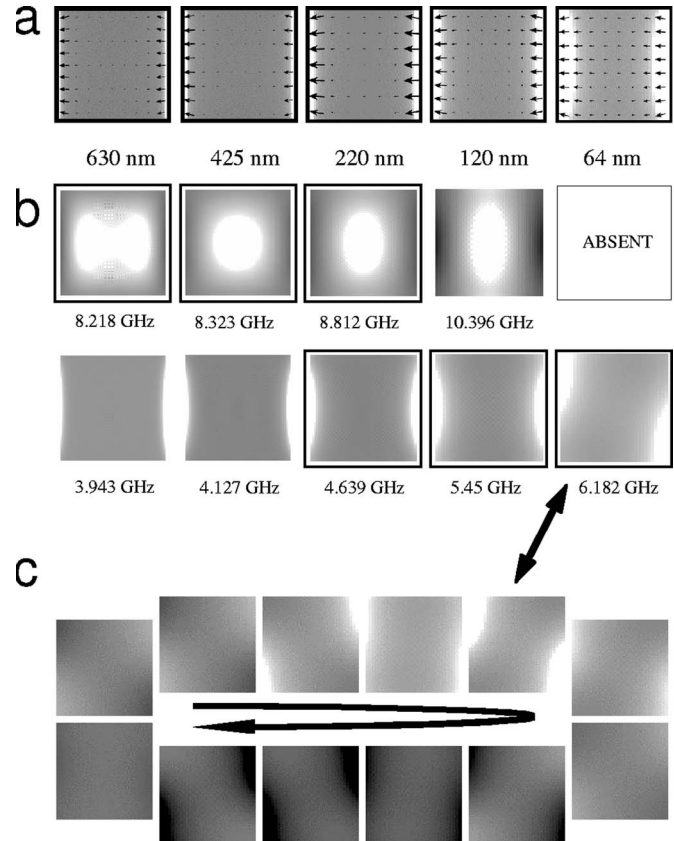 a
630 nm 425 nm 220 nm 120 nm 64 nm
b
ABSENT
8.218 GHz 8.323 GHz 8.812 GHz 10.396 GHz
3.943 GHz 4.127 GHz 4.639 GHz 5.45 GHz 6.182 GHz
c